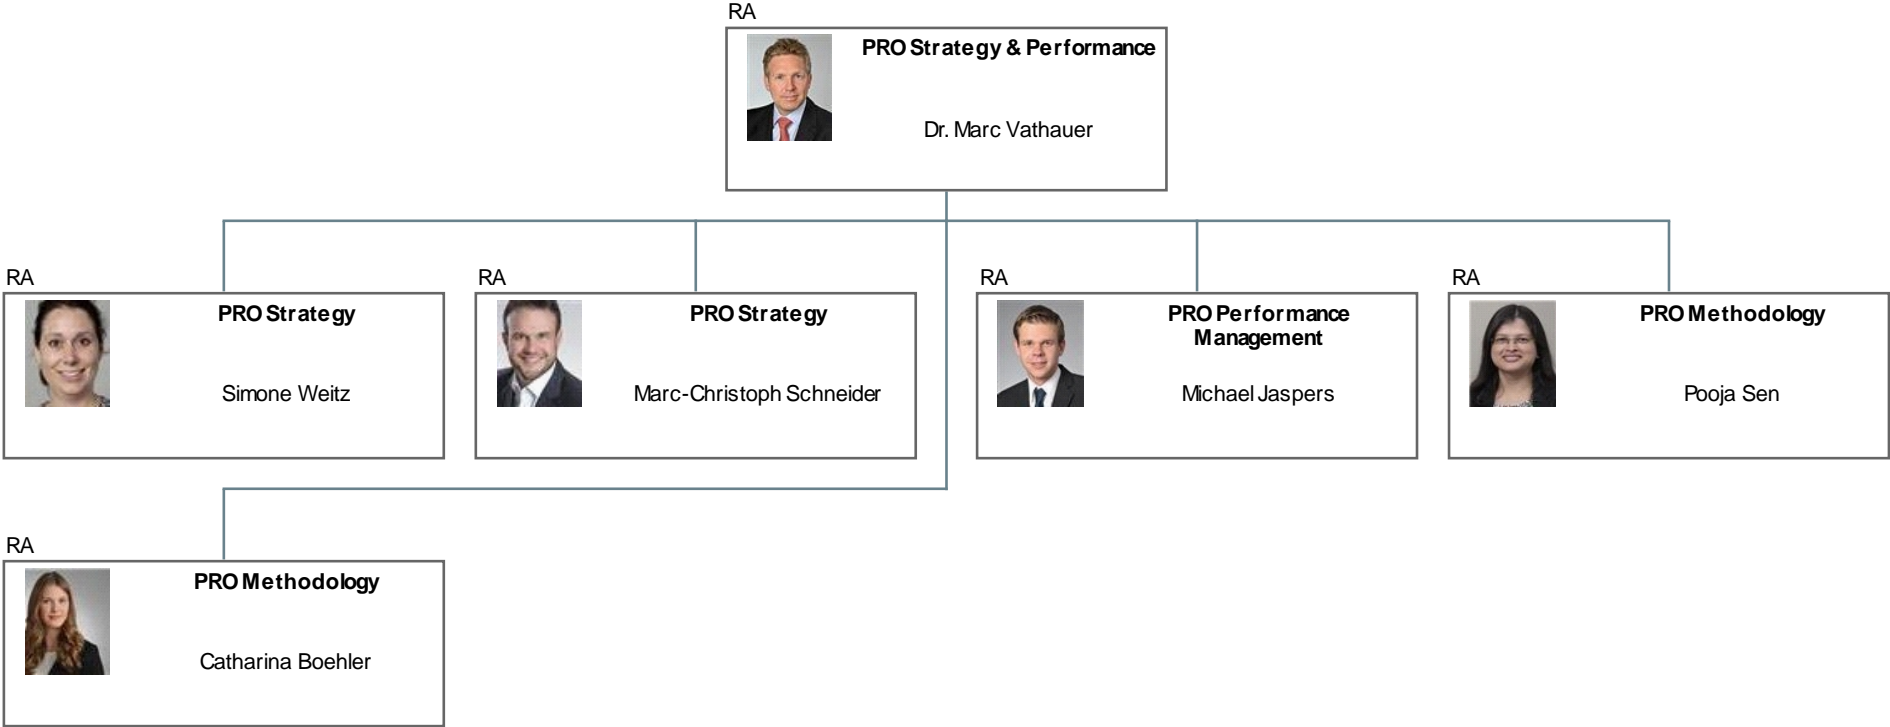 RA
PRO Strategy & Performance
Dr. Marc Vathauer
RA
PRO Strategy
Simone Weitz
RA
PRO Strategy
Marc-Christoph Schneider
RA
PRO Performance
Management
Michael Jaspers
RA
PRO Methodology
Pooja Sen
RA
PRO Methodology
Catharina Boehler